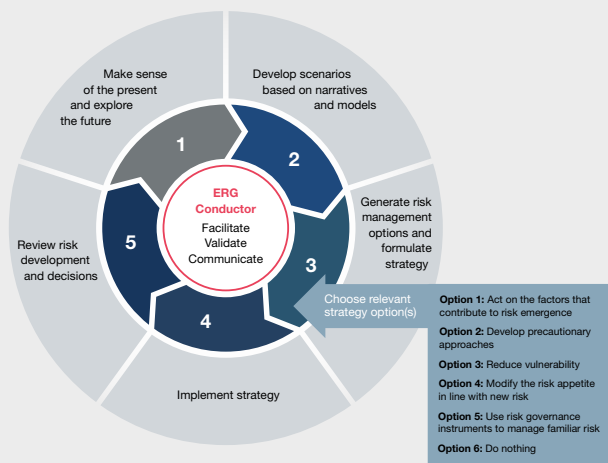 Make sense
of the present
and explore
the future
1
Develop scenarios
based on narratives
and models
2
Generate risk
management
options and
formulate
strategy
3
Implement strategy
4
Review risk
development
and decisions
5
ERG
Conductor
Facilitate
Validate
Communicate
Choose relevant
strategy option(s)
Option 1: Act on the factors that
contribute to risk emergence
Option 2: Develop precautionary
approaches
Option 3: Reduce vulnerability
Option 4: Modify the risk appetite
in line with new risk
Option 5: Use risk governance
instruments to manage familiar risk
Option 6: Do nothing